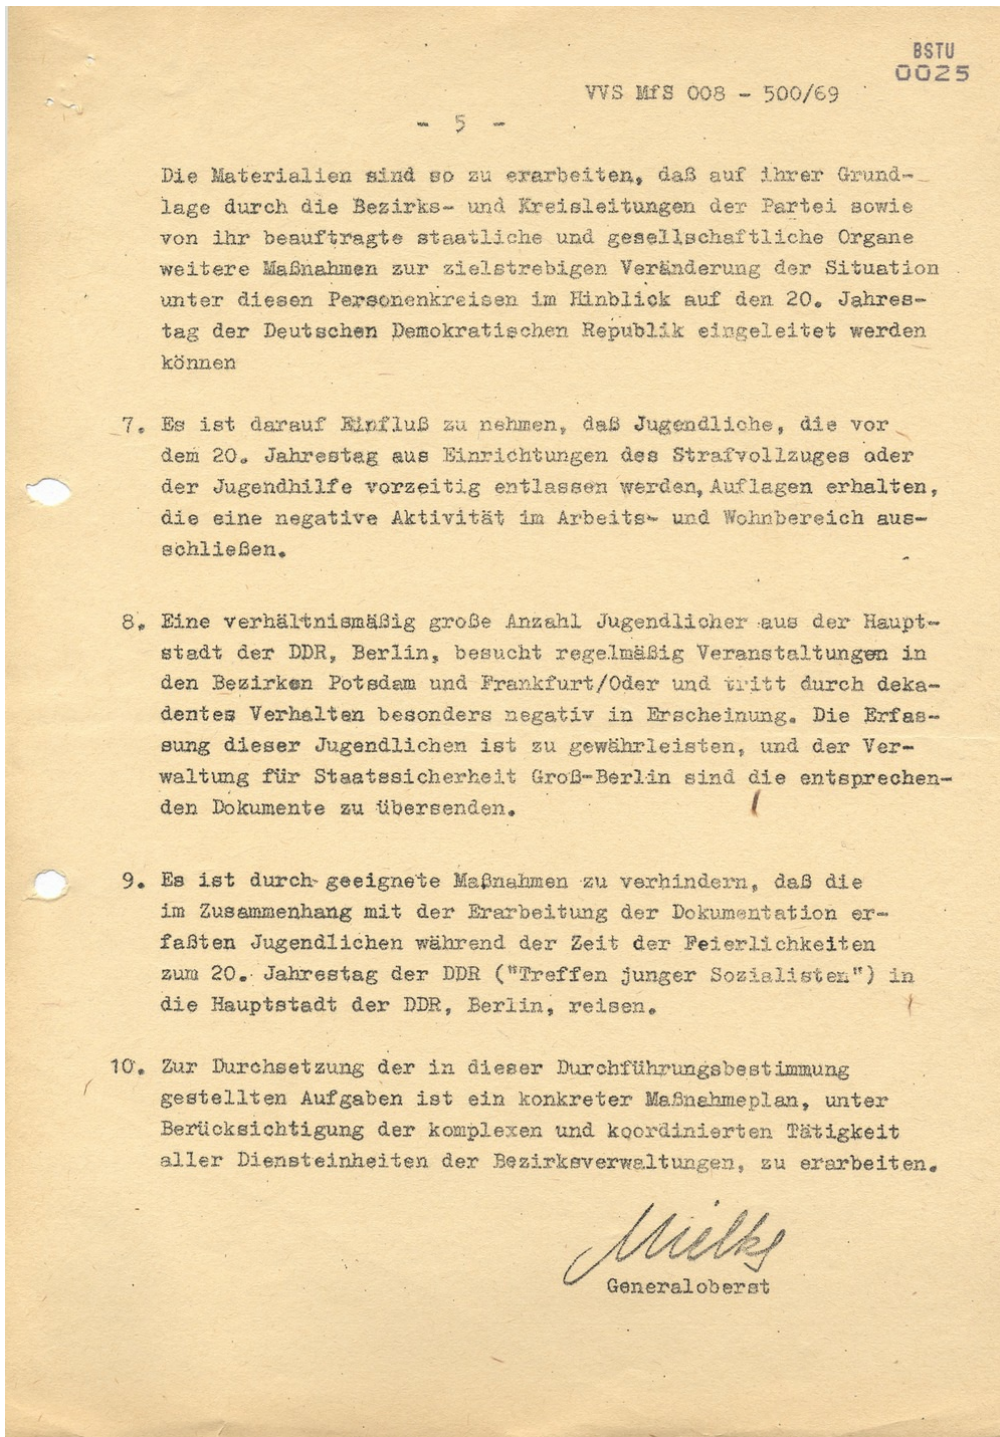 BSTU
0025
VVS MfS 008 - 500/69
- 5 -
Die Materialien sind so zu erarbeiten, daß auf ihrer Grund-
lage durch die Bezirks- und Kreisleitungen der Partei sowie
von ihr beauftragte staatliche und gesellschaftliche Organe
weitere Maßnahmen zur zielstrebigen Veränderung der Situation
unter diesen Personenkreisen im Hinblick auf den 20. Jahres-
tag der Deutschen Demokratischen Republik eingeleitet werden
können
7. Es ist darauf Einfluß zu nehmen, daß Jugendliche, die vor
dem 20. Jahrestag aus Einrichtungen des Strafvollzuges oder
der Jugendhilfe vorzeitig entlassen werden, Auflagen erhalten,
die eine negative Aktivität im Arbeits- und Wohnbereich aus-
schließen.
8. Eine verhältnismäßig große Anzahl Jugendlicher aus der Haupt-
stadt der DDR, Berlin, besucht regelmäßig Veranstaltungen in
den Bezirken Potsdam und Frankfurt/Oder und tritt durch deka-
dentes Verhalten besonders negativ in Erscheinung. Die Erfas-
sung dieser Jugendlichen ist zu gewährleisten, und der Ver-
waltung für Staatssicherheit Groß-Berlin sind die entsprechen-
den Dokumente zu übersenden.
9. Es ist durch geeignete Maßnahmen zu verhindern, daß die
im Zusammenhang mit der Erarbeitung der Dokumentation er-
faßten Jugendlichen während der Zeit der Feierlichkeiten
zum 20. Jahrestag der DDR ("Treffen junger Sozialisten") in
die Hauptstadt der DDR, Berlin, reisen.
10. Zur Durchsetzung der in dieser Durchführungsbestimmung
gestellten Aufgaben ist ein konkreter Maßnahmeplan, unter
Berücksichtigung der komplexen und koordinierten Tätigkeit
aller Diensteinheiten der Bezirksverwaltungen, zu erarbeiten.
Mielke
Generaloberst